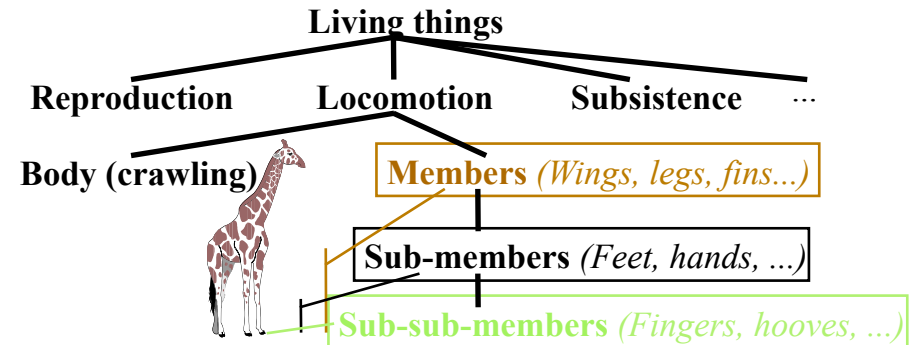 Living things
Reproduction Locomotion Subsistence ...
Body (crawling) Members (Wings, legs, fins...)
Sub-members (Feet, hands, ...)
Sub-sub-members (Fingers, hooves, ...)